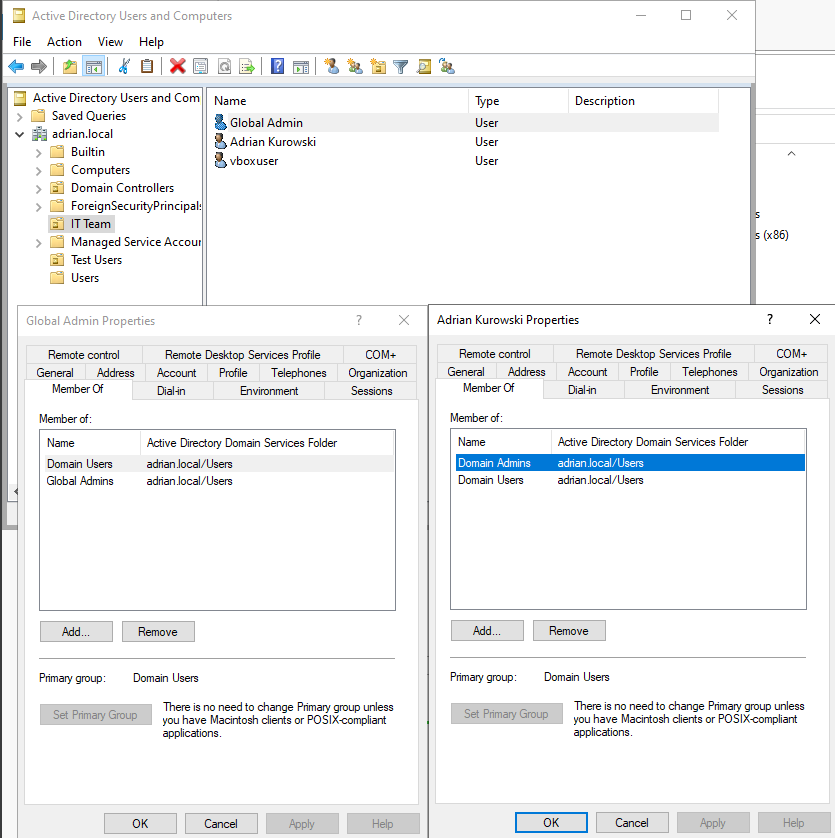 Active Directory Users and Computers
File Action View Help
Active Directory Users and Com
Saved Queries
adrian.local
Builtin
Computers
Domain Controllers
ForeignSecurityPrincipals
IT Team
Managed Service Accour
Test Users
Users
Name Type Description
Global Admin User
Adrian Kurowski User
vboxuser User
s
s (x86)
Global Admin Properties ?
Remote control Remote Desktop Services Profile COM+
General Address Account Profile Telephones Organization
Member Of Dial-in Environment Sessions
Member of:
Name Active Directory Domain Services Folder
Domain Users adrian.local/Users
Global Admins adrian.local/Users
Add... Remove
Primary group: Domain Users
Set Primary Group
There is no need to change Primary group unless
you have Macintosh clients or POSIX-compliant
applications.
OK Cancel Apply Help
Adrian Kurowski Properties ?
Remote control Remote Desktop Services Profile COM+
General Address Account Profile Telephones Organization
Member Of Dial-in Environment Sessions
Member of:
Name Active Directory Domain Services Folder
Domain Admins adrian.local/Users
Domain Users adrian.local/Users
Add... Remove
Primary group: Domain Users
Set Primary Group
There is no need to change Primary group unless
you have Macintosh clients or POSIX-compliant
applications.
OK Cancel Apply Help